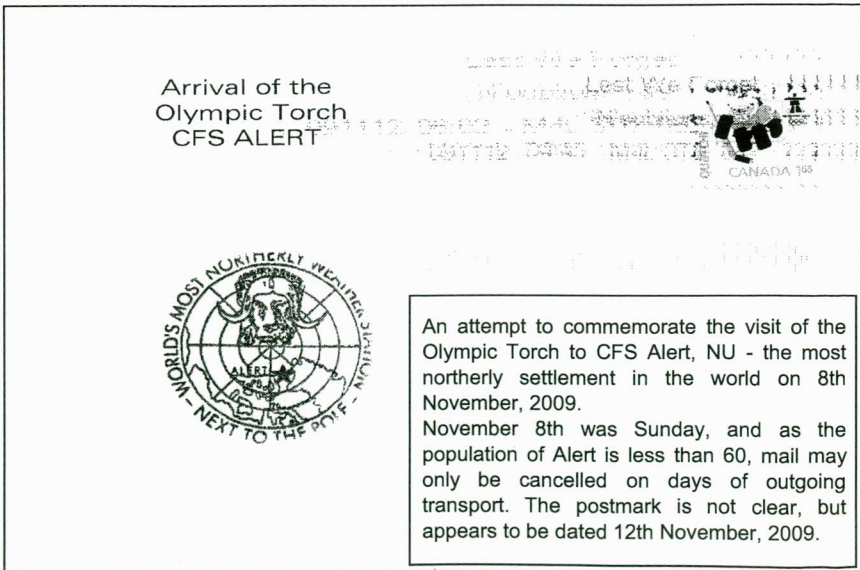 Arrival of the
Olympic Torch
CFS ALERT
Lest We Forget
Lest We Forget
CANADA 165
WORLD'S MOST NORTHERLY WEATHER STATION
ALERT
- NEXT TO THE POLE -
An attempt to commemorate the visit of the
Olympic Torch to CFS Alert, NU - the most
northerly settlement in the world on 8th
November, 2009.
November 8th was Sunday, and as the
population of Alert is less than 60, mail may
only be cancelled on days of outgoing
transport. The postmark is not clear, but
appears to be dated 12th November, 2009.